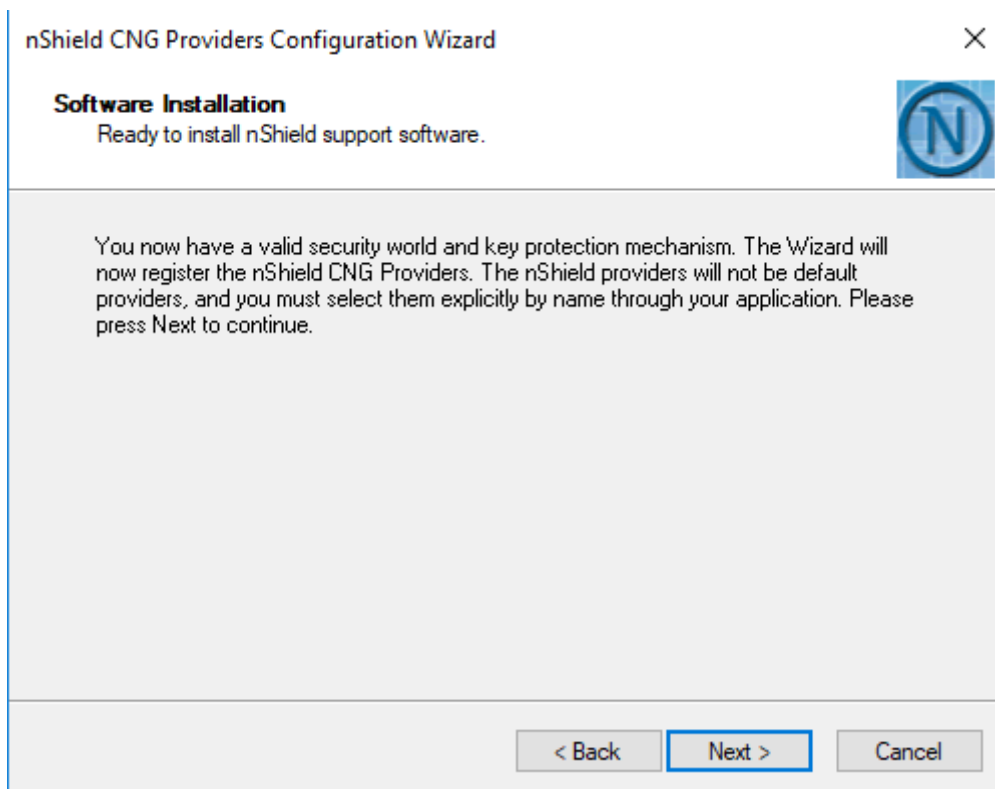 nShield CNG Providers Configuration Wizard
Software Installation
Ready to install nShield support software.
N
You now have a valid security world and key protection mechanism. The Wizard will
now register the nShield CNG Providers. The nShield providers will not be default
providers, and you must select them explicitly by name through your application. Please
press Next to continue.
< Back
Next >
Cancel